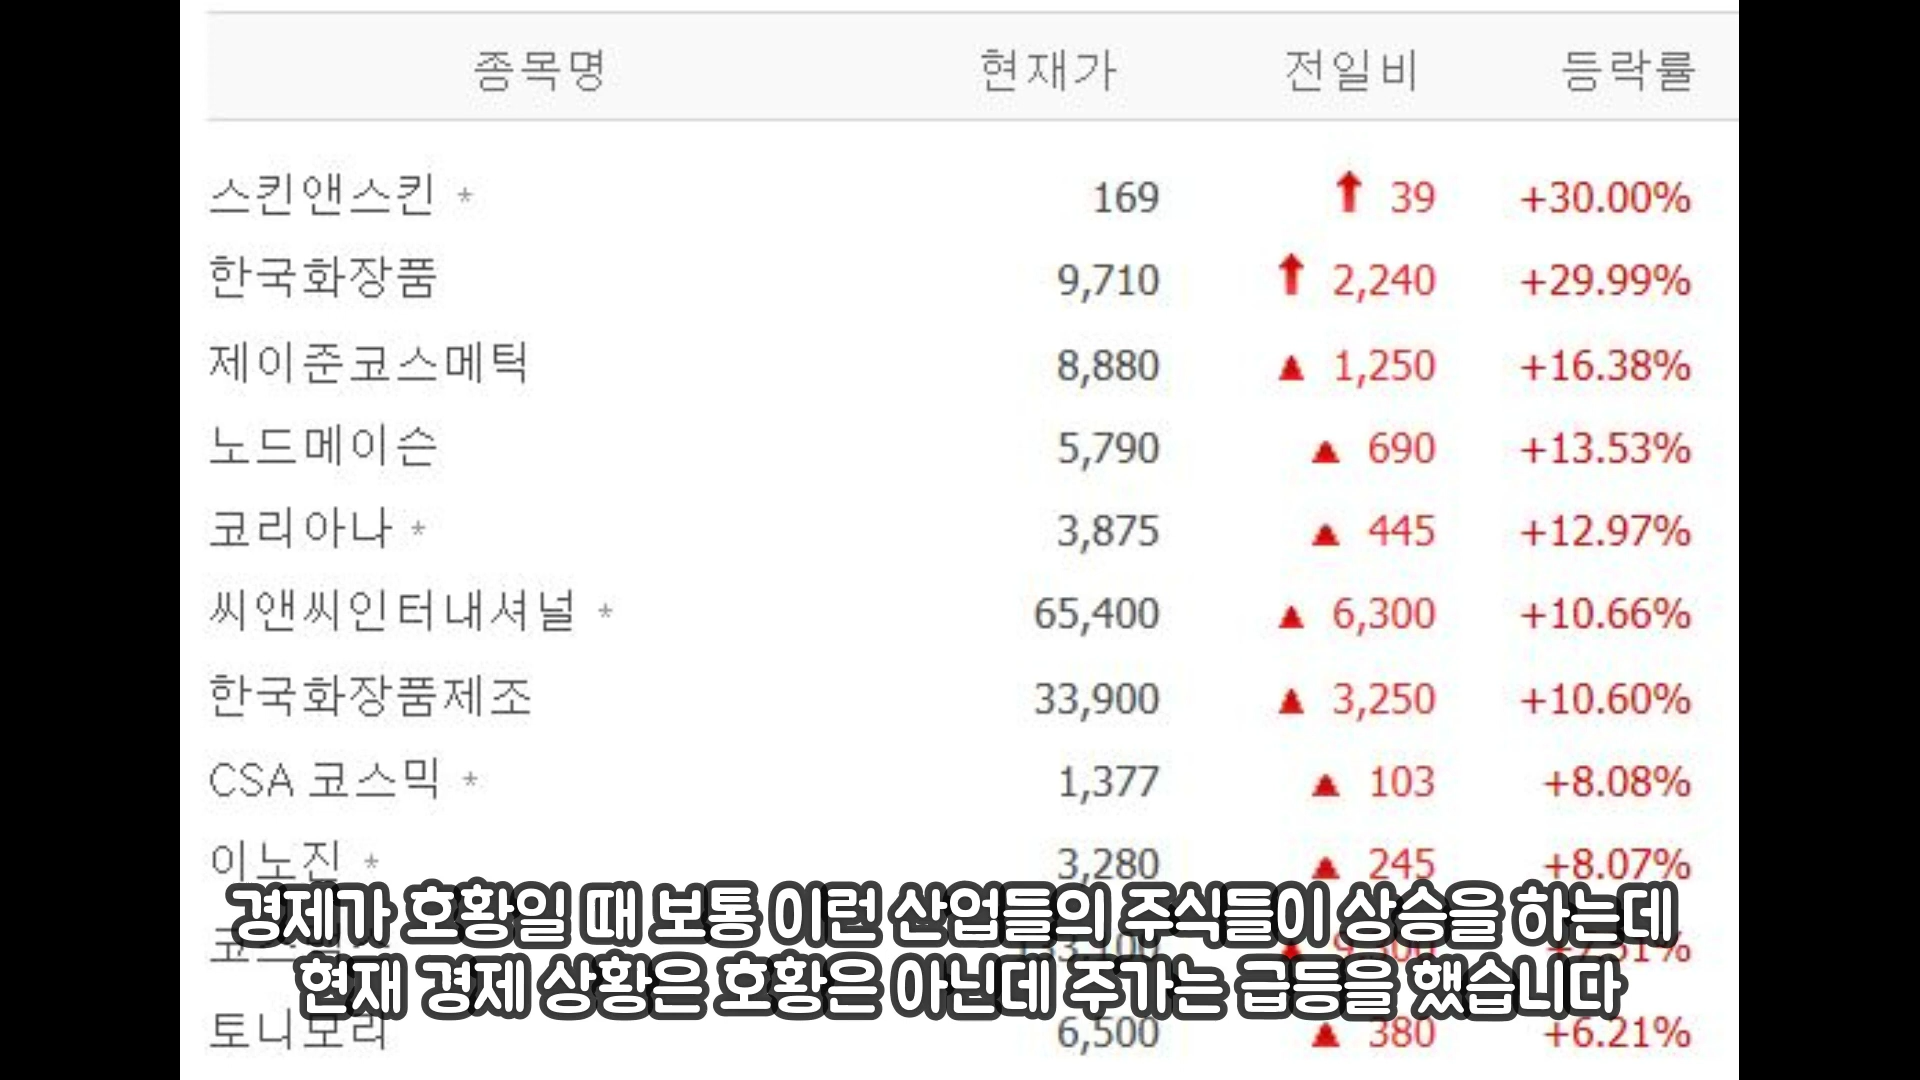 종목명 현재가 전일비 등락률
스킨앤스킨 * 169 ⬆ 39 +30.00%
한국화장품 9,710 ⬆ 2,240 +29.99%
제이준코스메틱 8,880 ▲ 1,250 +16.38%
노드메이슨 5,790 ▲ 690 +13.53%
코리아나 * 3,875 ▲ 445 +12.97%
씨앤씨인터내셔널 * 65,400 ▲ 6,300 +10.66%
한국화장품제조 33,900 ▲ 3,250 +10.60%
CSA 코스믹 * 1,377 ▲ 103 +8.08%
이노진 * 3,280 ▲ 245 +8.07%
경제가 호황일 때 보통 이런 산업들의 주식들이 상승을 하는데
현재 경제 상황은 호황은 아닌데 주가는 급등을 했습니다
토니모리 6,500 ▲ 380 +6.21%